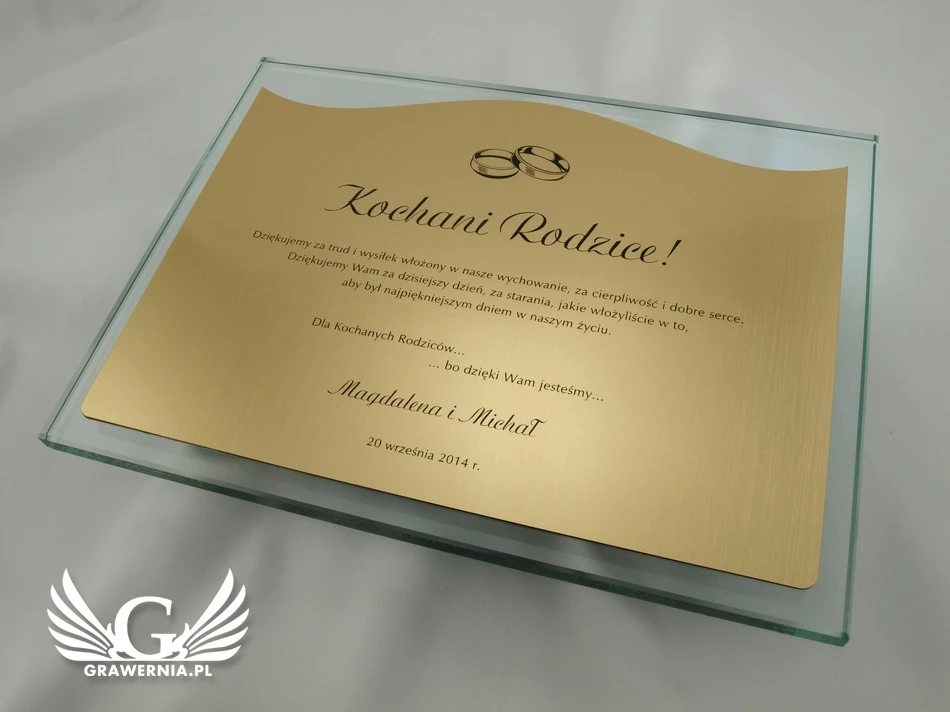 Kochani Rodzice!
Dziękujemy za trud i wysiłek włożony w nasze wychowanie, za cierpliwość i dobre serce.
Dziękujemy Wam za dzisiejszy dzień, za starania, jakie włożyliście w to,
aby był najpiękniejszym dniem w naszym życiu.
Dla Kochanych Rodziców...
... bo dzięki Wam jesteśmy...
Magdalena i Michał
20 września 2014 r.
G
GRAWERNIA.PL